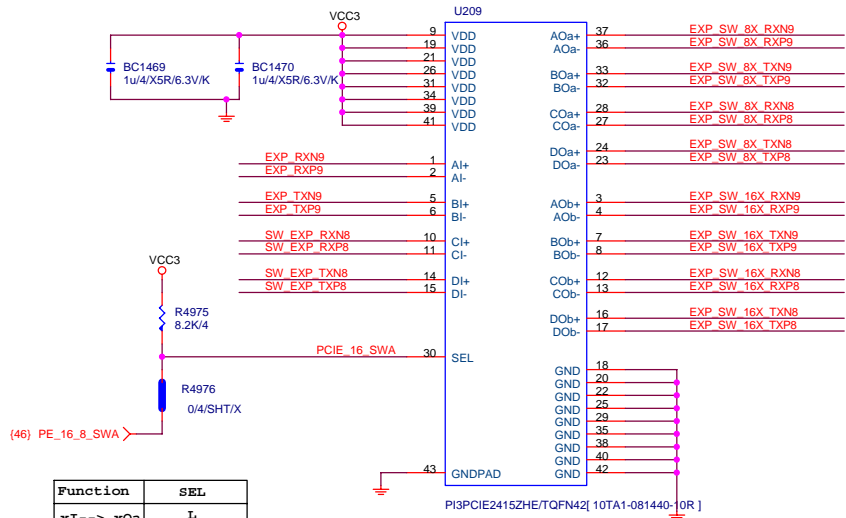 U209
VCC3
BC1469
1u/4/X5R/6.3V/K
BC1470
1u/4/X5R/6.3V/K
9 VDD
19 VDD
21 VDD
26 VDD
31 VDD
34 VDD
39 VDD
41 VDD
EXP_RXN9 1 AI+
EXP_RXP9 2 AI-
EXP_TXN9 5 BI+
EXP_TXP9 6 BI-
SW_EXP_RXN8 10 CI+
SW_EXP_RXP8 11 CI-
SW_EXP_TXN8 14 DI+
SW_EXP_TXP8 15 DI-
PCIE_16_SWA 30 SEL
43 GNDPAD
AOa+ 37 EXP_SW_8X_RXN9
AOa- 36 EXP_SW_8X_RXP9
BOa+ 33 EXP_SW_8X_TXN9
BOa- 32 EXP_SW_8X_TXP9
COa+ 28 EXP_SW_8X_RXN8
COa- 27 EXP_SW_8X_RXP8
DOa+ 24 EXP_SW_8X_TXN8
DOa- 23 EXP_SW_8X_TXP8
AOb+ 3 EXP_SW_16X_RXN9
AOb- 4 EXP_SW_16X_RXP9
BOb+ 7 EXP_SW_16X_TXN9
BOb- 8 EXP_SW_16X_TXP9
COb+ 12 EXP_SW_16X_RXN8
COb- 13 EXP_SW_16X_RXP8
DOb+ 16 EXP_SW_16X_TXN8
DOb- 17 EXP_SW_16X_TXP8
GND 18
GND 20
GND 22
GND 25
GND 29
GND 35
GND 38
GND 40
GND 42
VCC3
R4975
8.2K/4
R4976
0/4/SHT/X
{46} PE_16_8_SWA
PI3PCIE2415ZHE/TQFN42[ 10TA1-081440-10R ]
Function SEL
xI--> xOa L